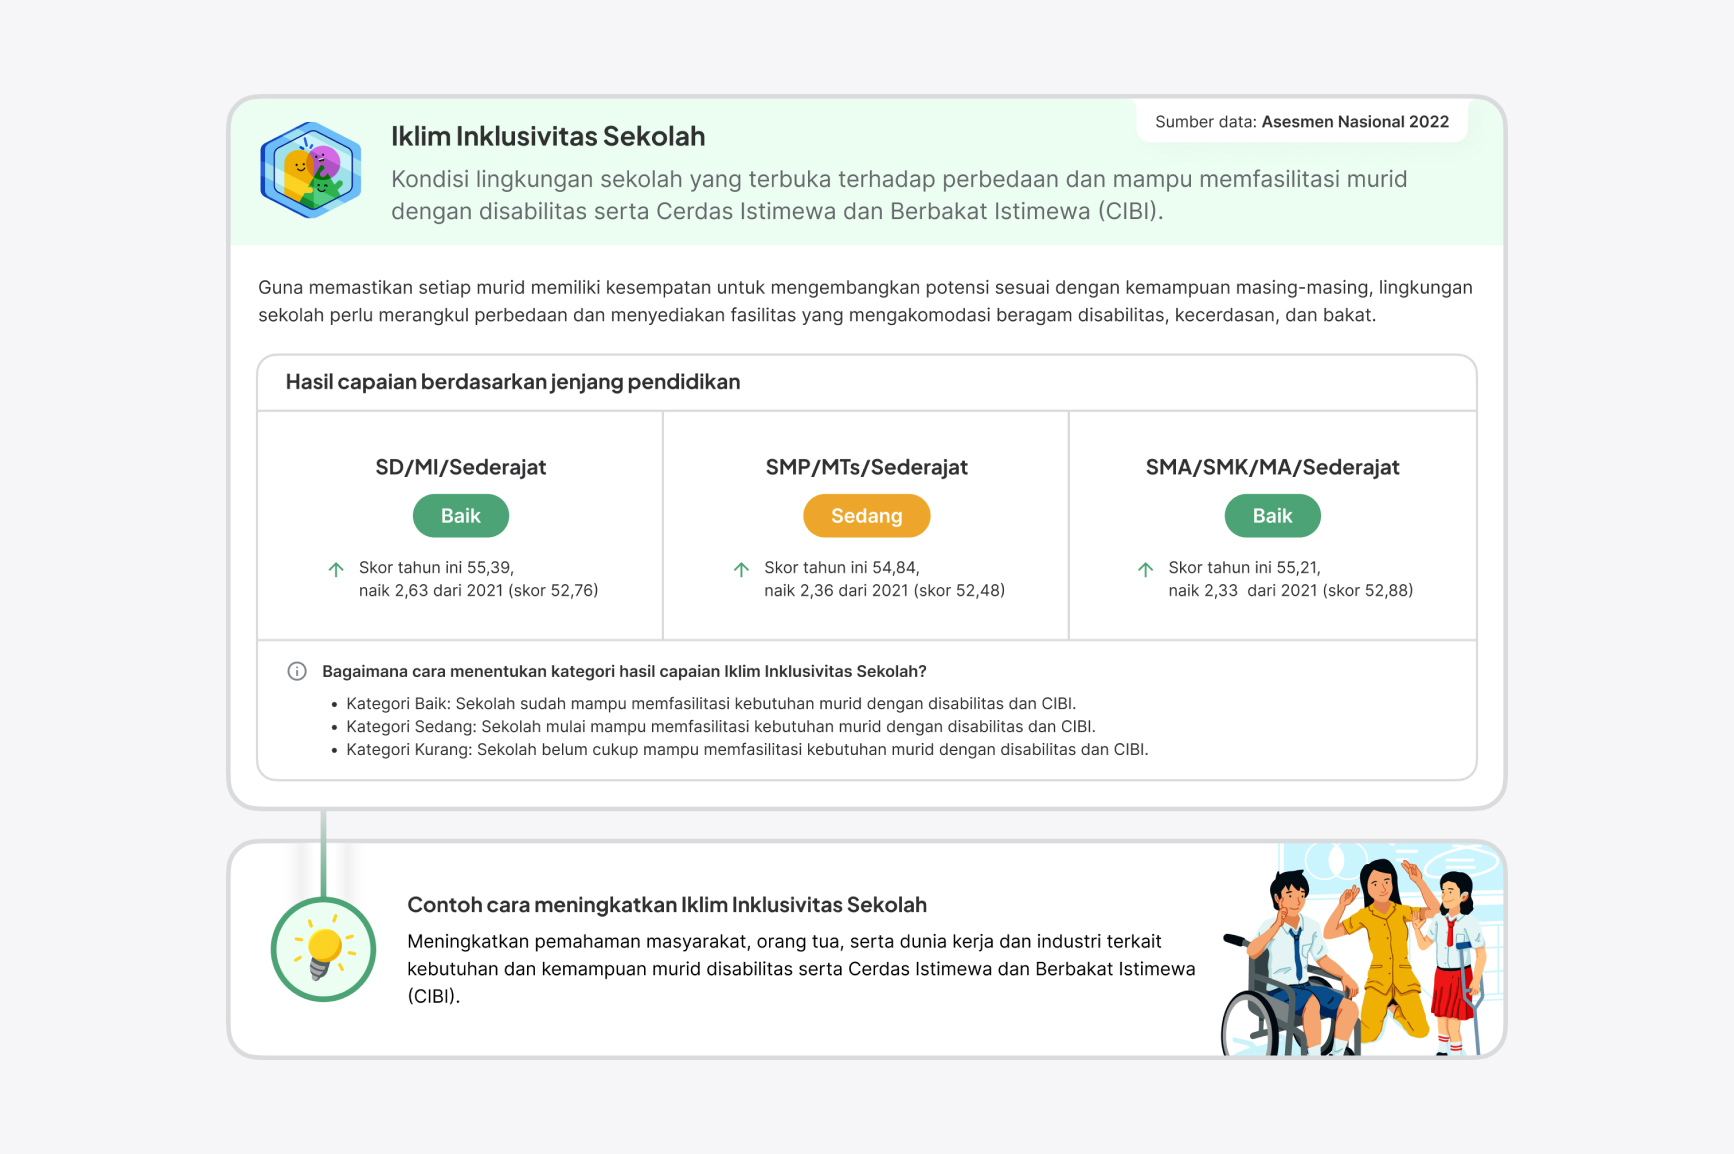 Iklim Inklusivitas Sekolah
Sumber data: Asesmen Nasional 2022
Kondisi lingkungan sekolah yang terbuka terhadap perbedaan dan mampu memfasilitasi murid
dengan disabilitas serta Cerdas Istimewa dan Berbakat Istimewa (CIBI).
Guna memastikan setiap murid memiliki kesempatan untuk mengembangkan potensi sesuai dengan kemampuan masing-masing, lingkungan
sekolah perlu merangkul perbedaan dan menyediakan fasilitas yang mengakomodasi beragam disabilitas, kecerdasan, dan bakat.
Hasil capaian berdasarkan jenjang pendidikan
SD/MI/Sederajat
Baik
Skor tahun ini 55,39,
naik 2,63 dari 2021 (skor 52,76)
SMP/MTs/Sederajat
Sedang
Skor tahun ini 54,84,
naik 2,36 dari 2021 (skor 52,48)
SMA/SMK/MA/Sederajat
Baik
Skor tahun ini 55,21,
naik 2,33 dari 2021 (skor 52,88)
Bagaimana cara menentukan kategori hasil capaian Iklim Inklusivitas Sekolah?
• Kategori Baik: Sekolah sudah mampu memfasilitasi kebutuhan murid dengan disabilitas dan CIBI.
• Kategori Sedang: Sekolah mulai mampu memfasilitasi kebutuhan murid dengan disabilitas dan CIBI.
• Kategori Kurang: Sekolah belum cukup mampu memfasilitasi kebutuhan murid dengan disabilitas dan CIBI.
Contoh cara meningkatkan Iklim Inklusivitas Sekolah
Meningkatkan pemahaman masyarakat, orang tua, serta dunia kerja dan industri terkait
kebutuhan dan kemampuan murid disabilitas serta Cerdas Istimewa dan Berbakat Istimewa
(CIBI).